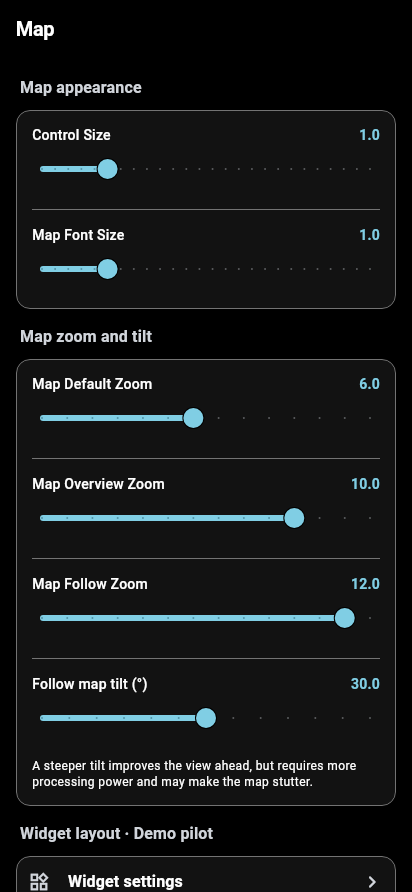 Map
Map appearance
Control Size 1.0
Map Font Size 1.0
Map zoom and tilt
Map Default Zoom 6.0
Map Overview Zoom 10.0
Map Follow Zoom 12.0
Follow map tilt (°) 30.0
A steeper tilt improves the view ahead, but requires more
processing power and may make the map stutter.
Widget layout · Demo pilot
Widget settings